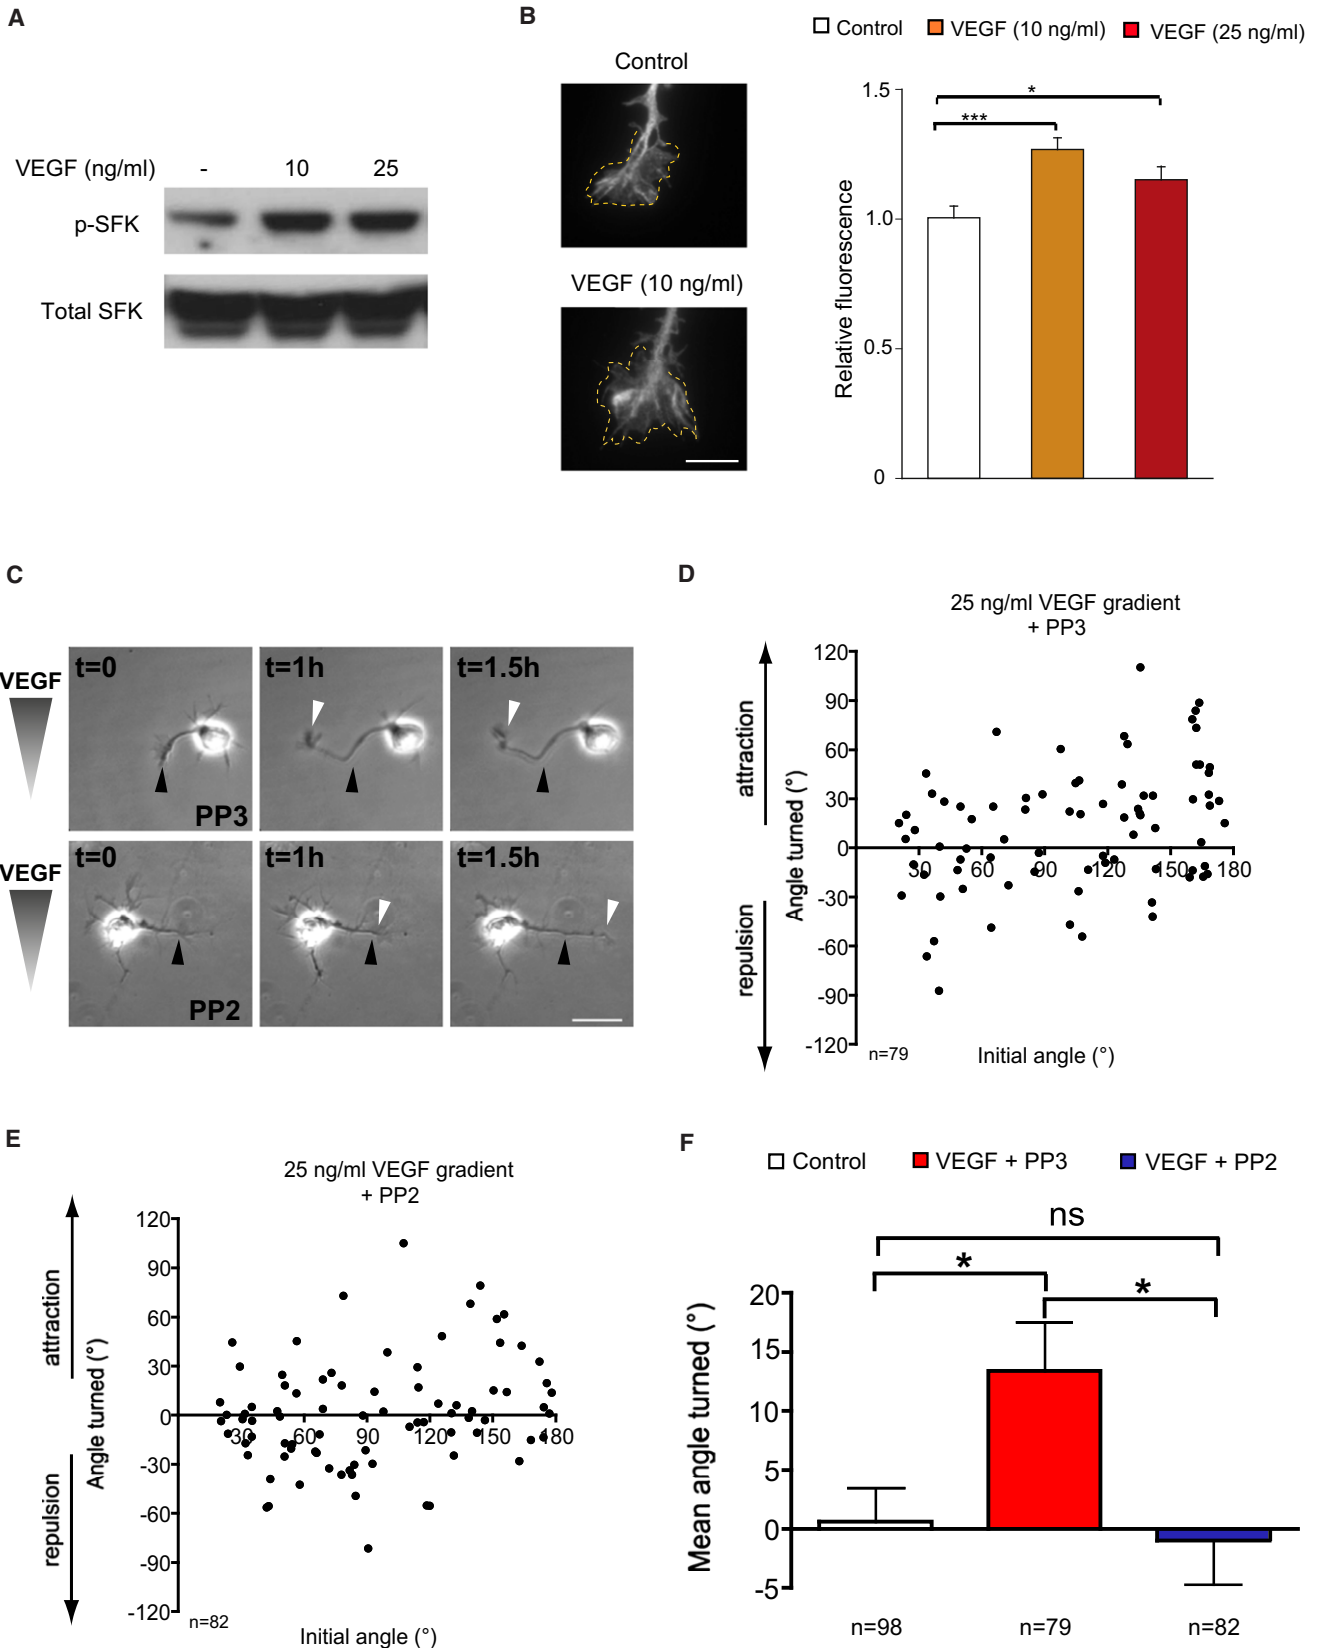 A
VEGF (ng/ml) - 10 25
p-SFK
Total SFK
B
Control VEGF (10 ng/ml) VEGF (25 ng/ml)
Control
VEGF (10 ng/ml)
Relative fluorescence
1.5
1.0
0.5
0
*
***
C
VEGF
t=0 t=1h t=1.5h
PP3
VEGF
t=0 t=1h t=1.5h
PP2
D
25 ng/ml VEGF gradient
+ PP3
attraction
repulsion
Angle turned (°)
120
90
60
30
0
-30
-60
-90
-120
30 60 90 120 150 180
n=79
Initial angle (°)
E
25 ng/ml VEGF gradient
+ PP2
attraction
repulsion
Angle turned (°)
120
90
60
30
0
-30
-60
-90
-120
30 60 90 120 150 180
n=82
Initial angle (°)
F
Control VEGF + PP3 VEGF + PP2
ns
* *
Mean angle turned (°)
20
15
10
5
0
-5
n=98 n=79 n=82